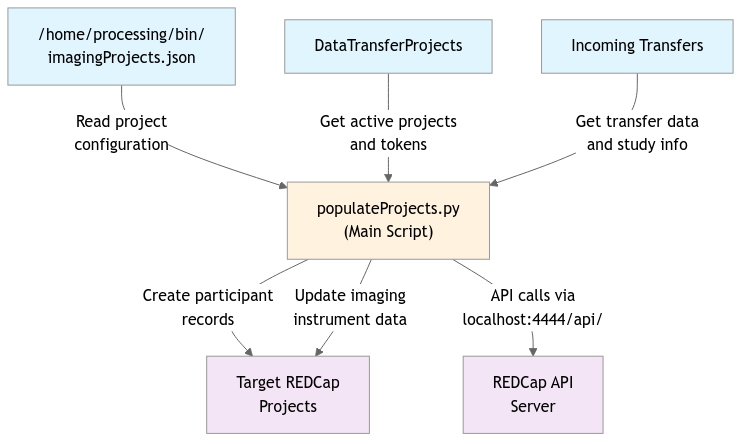 /home/processing/bin/
imagingProjects.json
DataTransferProjects
Incoming Transfers
Read project
configuration
Get active projects
and tokens
Get transfer data
and study info
populateProjects.py
(Main Script)
Create participant
records
Update imaging
instrument data
API calls via
localhost:4444/api/
Target REDCap
Projects
REDCap API
Server